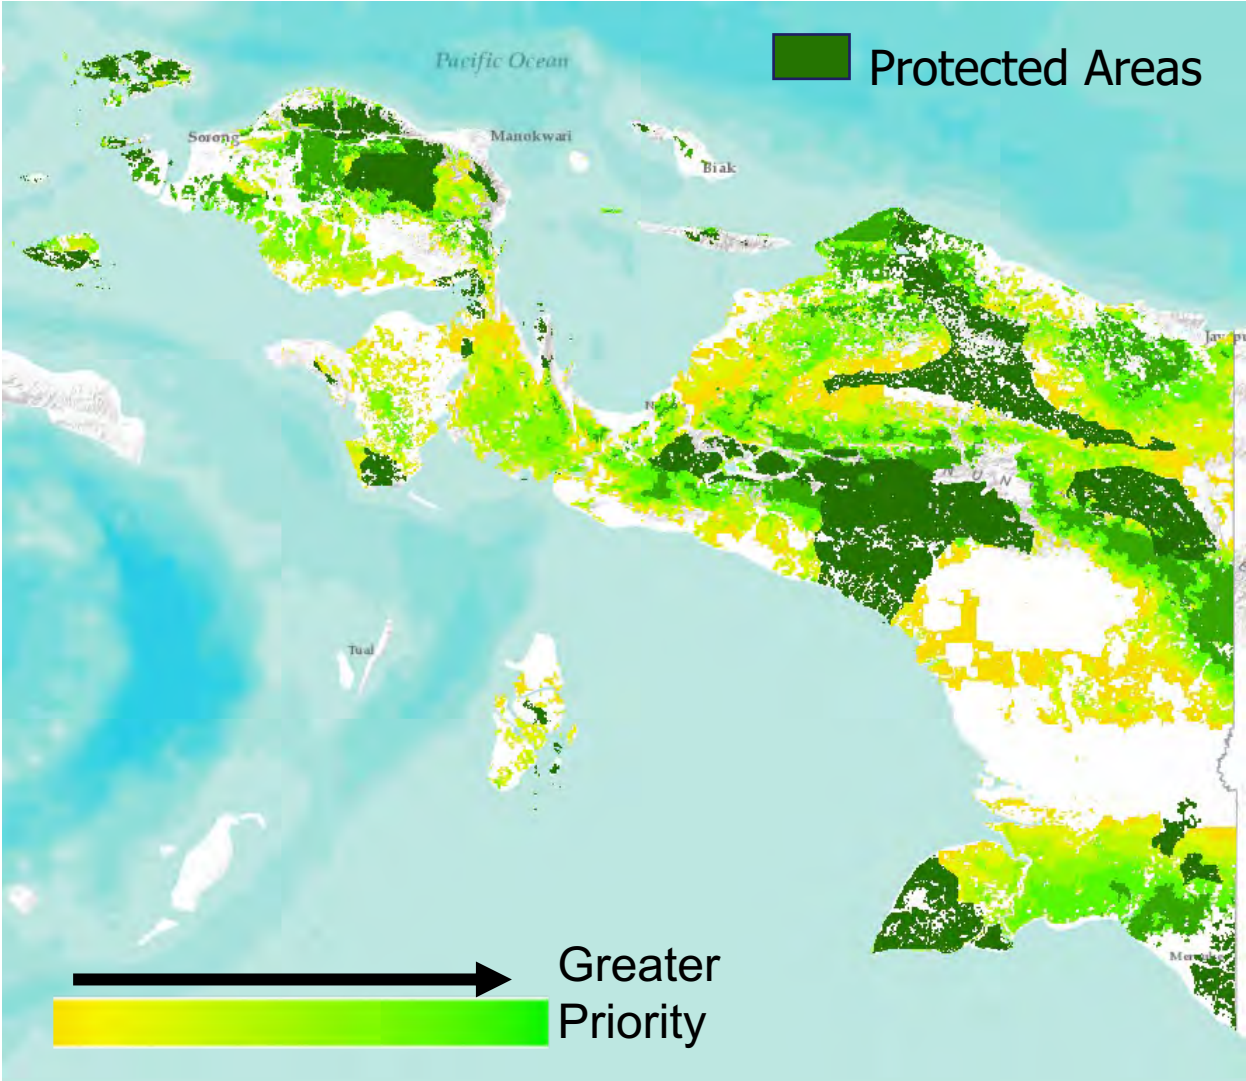 Pacific Ocean
Protected Areas
Sorong
Manokwari
Biak
Tual
Greater
Priority